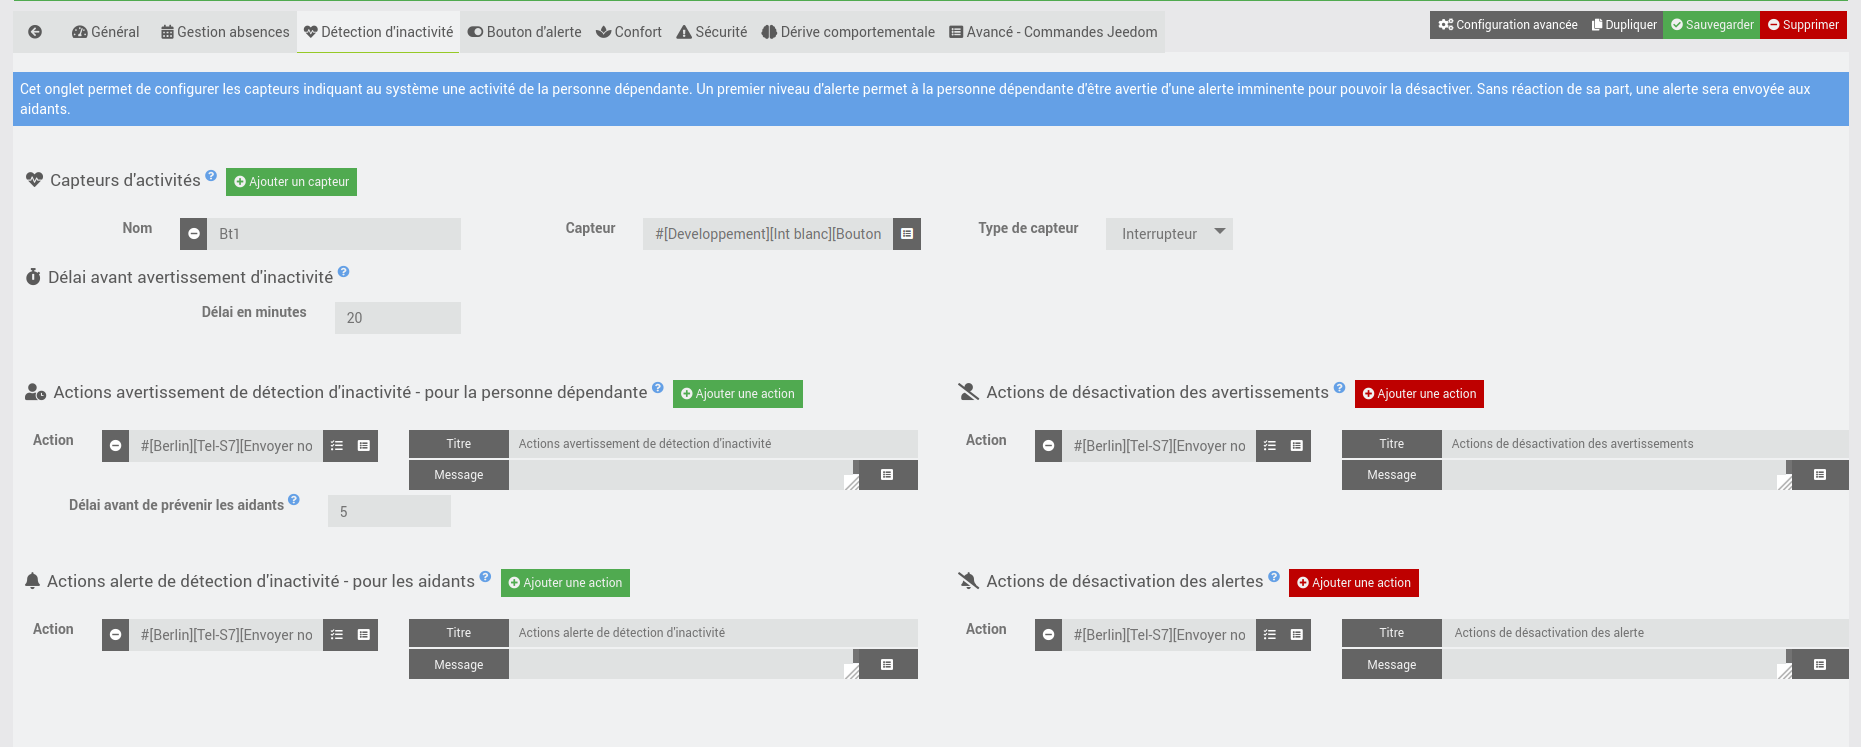 Général Gestion absences Détection d'inactivité Bouton d'alerte Confort Sécurité Dérive comportementale Avancé - Commandes Jeedom Configuration avancée Dupliquer Sauvegarder Supprimer
Cet onglet permet de configurer les capteurs indiquant au système une activité de la personne dépendante. Un premier niveau d'alerte permet à la personne dépendante d'être avertie d'une alerte imminente pour pouvoir la désactiver. Sans réaction de sa part, une alerte sera envoyée aux
aidants.
Capteurs d'activités ? Ajouter un capteur
Nom Bt1 Capteur #[Developpement][Int blanc][Bouton Type de capteur Interrupteur
Délai avant avertissement d'inactivité ?
Délai en minutes 20
Actions avertissement de détection d'inactivité - pour la personne dépendante ? Ajouter une action
Action #[Berlin][Tel-S7][Envoyer no Titre Actions avertissement de détection d'inactivité
Message
Délai avant de prévenir les aidants ? 5
Actions de désactivation des avertissements ? Ajouter une action
Action #[Berlin][Tel-S7][Envoyer no Titre Actions de désactivation des avertissements
Message
Actions alerte de détection d'inactivité - pour les aidants ? Ajouter une action
Action #[Berlin][Tel-S7][Envoyer no Titre Actions alerte de détection d'inactivité
Message
Actions de désactivation des alertes ? Ajouter une action
Action #[Berlin][Tel-S7][Envoyer no Titre Actions de désactivation des alerte
Message